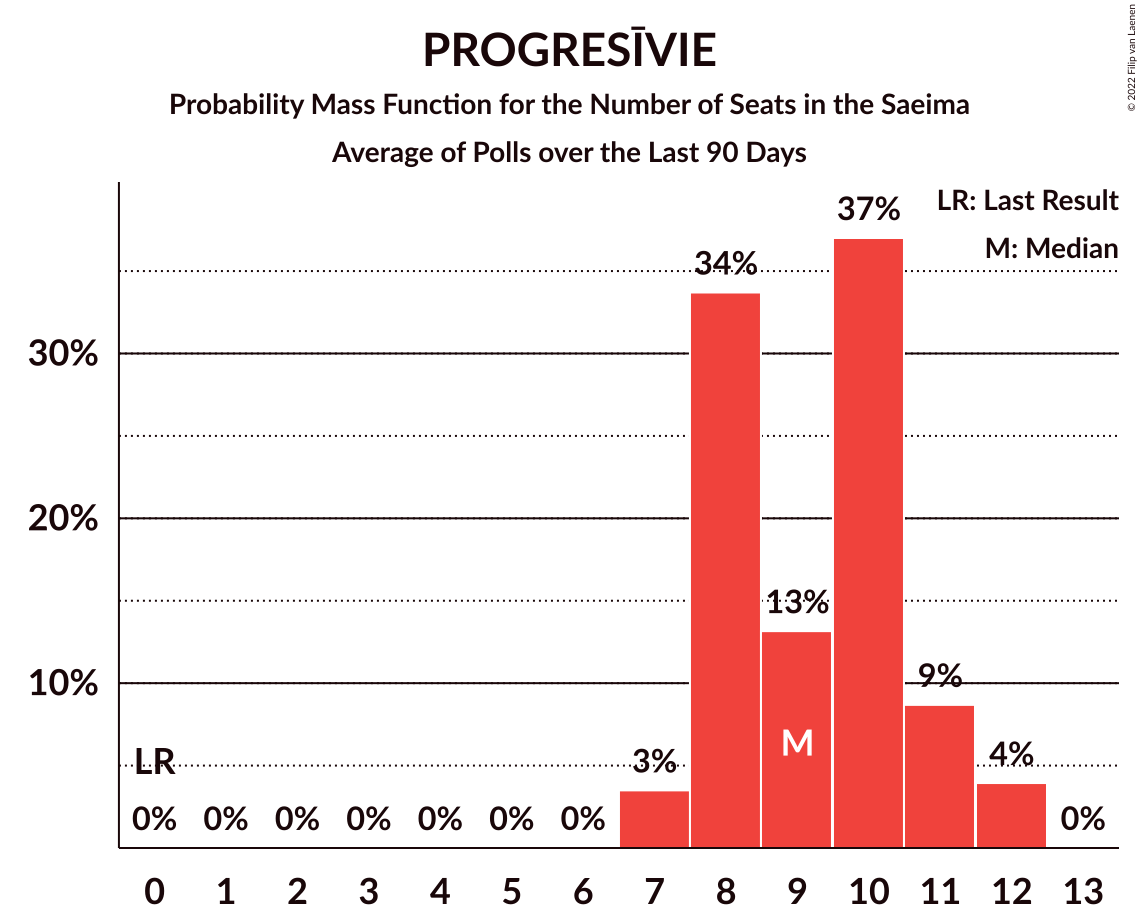 PROGRESĪVIE
Probability Mass Function for the Number of Seats in the Saeima
Average of Polls over the Last 90 Days
© 2022 Filip van Laenen
LR: Last Result
M: Median
37%
34%
30%
20%
13%
10%
9%
M
LR
3%
4%
0% 0% 0% 0% 0% 0% 0% 0%
0 1 2 3 4 5 6 7 8 9 10 11 12 13